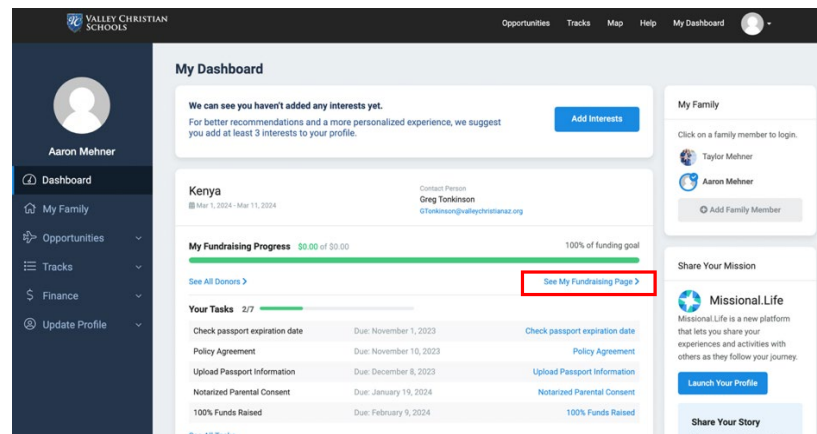 VALLEY CHRISTIAN
SCHOOLS
Opportunities Tracks Map Help My Dashboard
Aaron Mehner
Dashboard
My Family
Opportunities
Tracks
Finance
Update Profile
My Dashboard
We can see you haven't added any interests yet.
For better recommendations and a more personalized experience, we suggest
you add at least 3 interests to your profile.
Add Interests
Kenya
Mar 1, 2024 - Mar 11, 2024
Contact Person
Greg Tonkinson
GTonkinson@valleychristianaz.org
My Fundraising Progress $0.00 of $0.00 100% of funding goal
See All Donors > See My Fundraising Page >
Your Tasks 2/7
Check passport expiration date Due: November 1, 2023 Check passport expiration date
Policy Agreement Due: November 10, 2023 Policy Agreement
Upload Passport Information Due: December 8, 2023 Upload Passport Information
Notarized Parental Consent Due: January 19, 2024 Notarized Parental Consent
100% Funds Raised Due: February 9, 2024 100% Funds Raised
My Family
Click on a family member to login.
Taylor Mehner
Aaron Mehner
Add Family Member
Share Your Mission
Missional.Life
Missional.Life is a new platform
that lets you share your
experiences and activities with
others as they follow your journey.
Launch Your Profile
Share Your Story